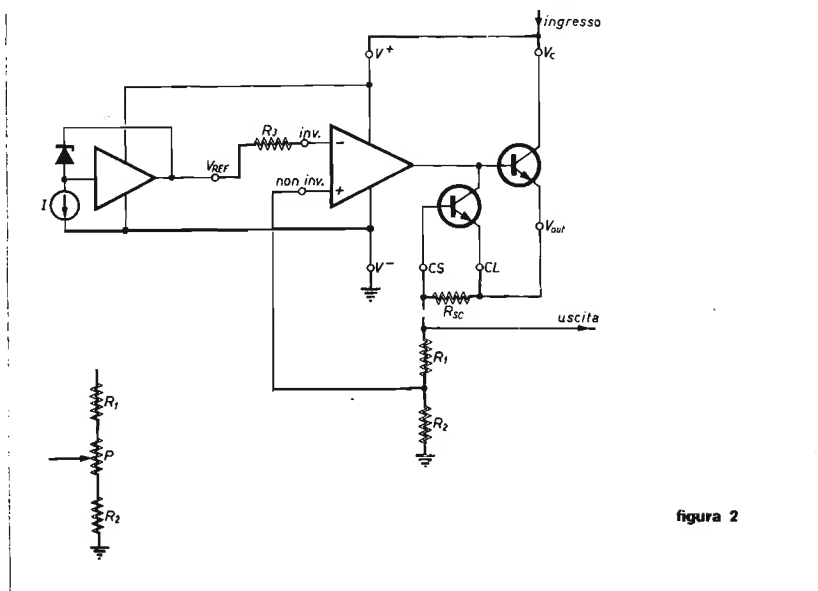 ingresso
V+
Vc
R3
inv.
-
VREF
non inv.
+
I
Vout
V-
CS
CL
RSC
uscita
R1
R2
R1
P
R2
figura 2